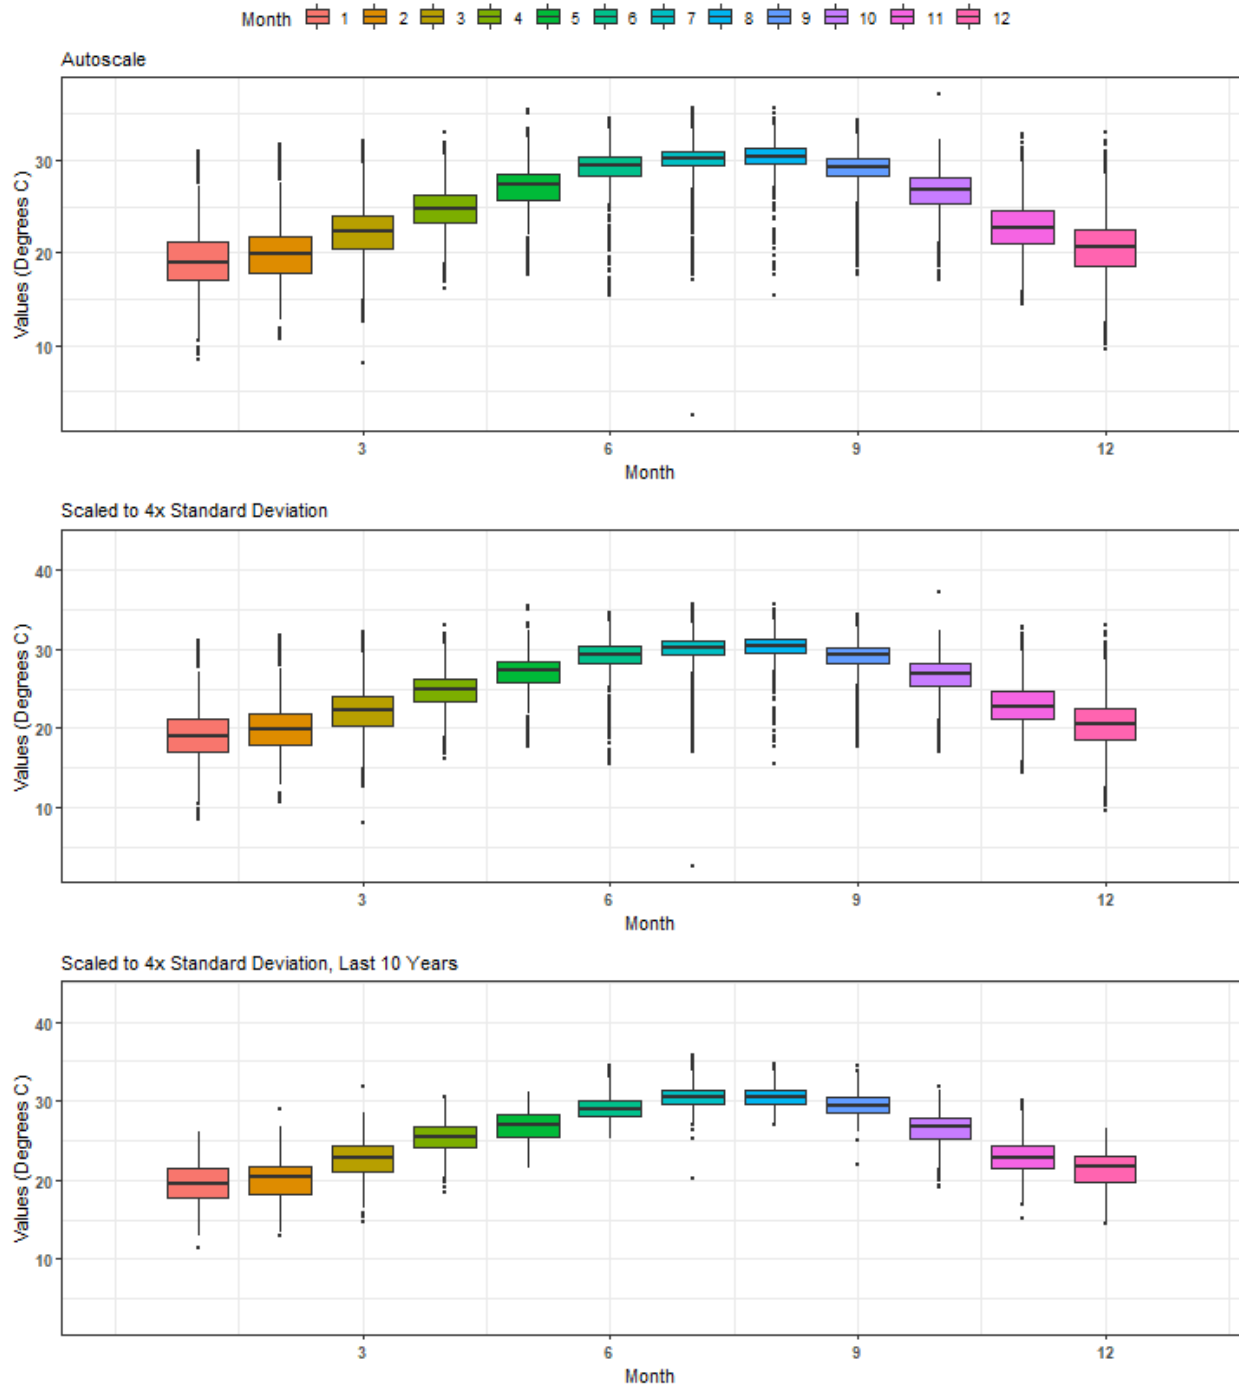 Month 1 2 3 4 5 6 7 8 9 10 11 12
Autoscale
Values (Degrees C)
30
20
10
3 6 9 12
Month
Scaled to 4x Standard Deviation
Values (Degrees C)
40
30
20
10
3 6 9 12
Month
Scaled to 4x Standard Deviation, Last 10 Years
Values (Degrees C)
40
30
20
10
3 6 9 12
Month